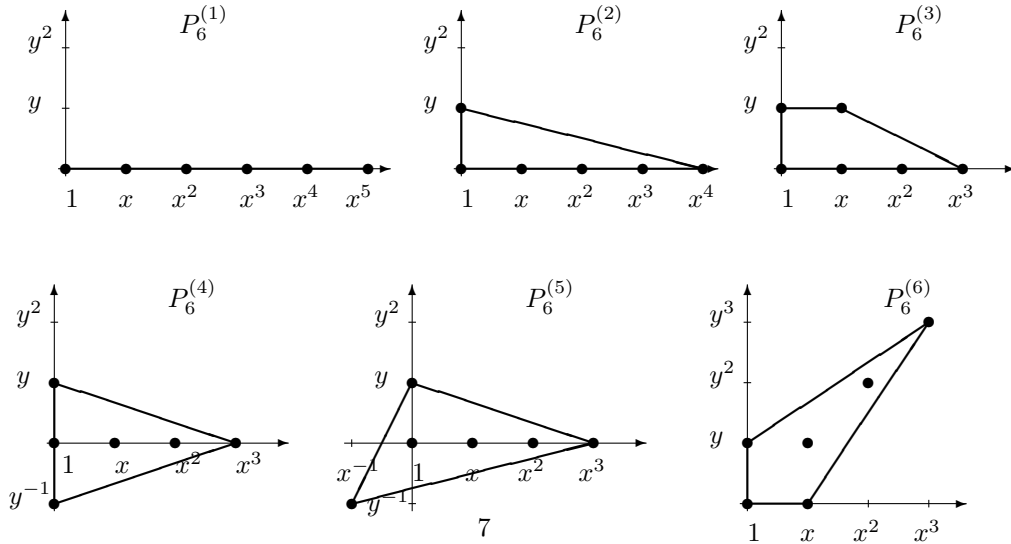 P_6^{(1)} P_6^{(2)} P_6^{(3)}
y^2 y^2 y^2
y y y
1 x x^2 x^3 x^4 x^5 1 x x^2 x^3 x^4 1 x x^2 x^3
P_6^{(4)} P_6^{(5)} P_6^{(6)}
y^2 y^2 y^3
y y y^2
1 x x^2 x^3 x^{-1} 1 x x^2 x^3 y
y^{-1} y^{-1}
7 1 x x^2 x^3